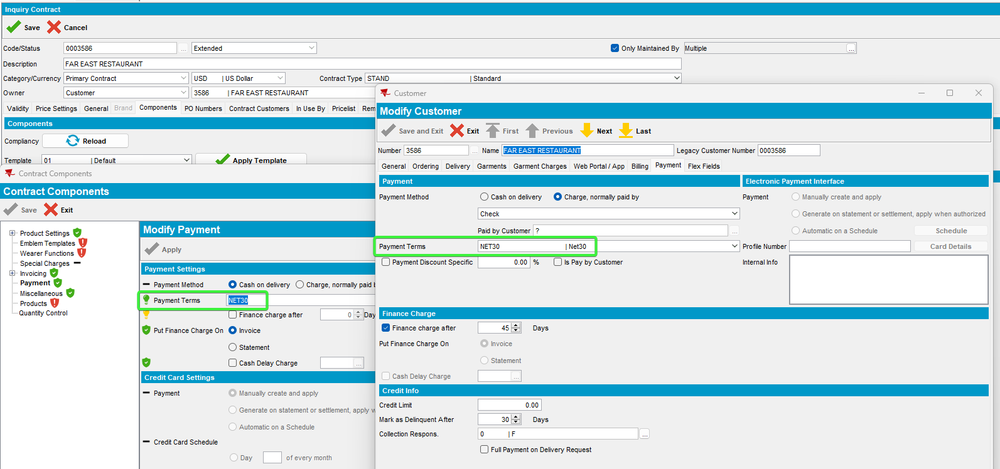 Inquiry Contract
Save Cancel
Code/Status 0003586 ... Extended Only Maintained By Multiple ...
Description FAR EAST RESTAURANT
Category/Currency Primary Contract USD | US Dollar Contract Type STAND | Standard
Owner Customer 3586 | FAR EAST RESTAURANT
Validity Price Settings General Brand Components PO Numbers Contract Customers In Use By Pricelist Rem
Components
Compliancy Reload
Template 01 | Default Apply Template
Contract Components
Contract Components
Save Exit
Product Settings
Emblem Templates
Wearer Functions
Special Charges
Invoicing
Payment
Miscellaneous
Products
Quantity Control
Modify Payment
Apply
Payment Settings
Payment Method Cash on delivery Charge, normally paid b
Payment Terms NET30
Finance charge after 0 Day
Put Finance Charge On Invoice
Statement
Cash Delay Charge ...
Credit Card Settings
Payment Manually create and apply
Generate on statement or settlement, apply w
Automatic on a Schedule
Credit Card Schedule
Day of every month
Customer
Modify Customer
Save and Exit Exit First Previous Next Last
Number 3586 ... Name FAR EAST RESTAURANT Legacy Customer Number 0003586
General Ordering Delivery Garments Garment Charges Web Portal / App Billing Payment Flex Fields
Payment
Payment Method Cash on delivery Charge, normally paid by
Check
Paid by Customer ? ...
Payment Terms NET30 | Net30
Payment Discount Specific 0.00 % Is Pay by Customer
Electronic Payment Interface
Payment Manually create and apply
Generate on statement or settlement, apply when authorized
Automatic on a Schedule Schedule
Profile Number Card Details
Internal Info
Finance Charge
Finance charge after 45 Days
Put Finance Charge On Invoice
Statement
Cash Delay Charge ...
Credit Info
Credit Limit 0.00
Mark as Delinquent After 30 Days
Collection Respons. 0 | F ...
Full Payment on Delivery Request